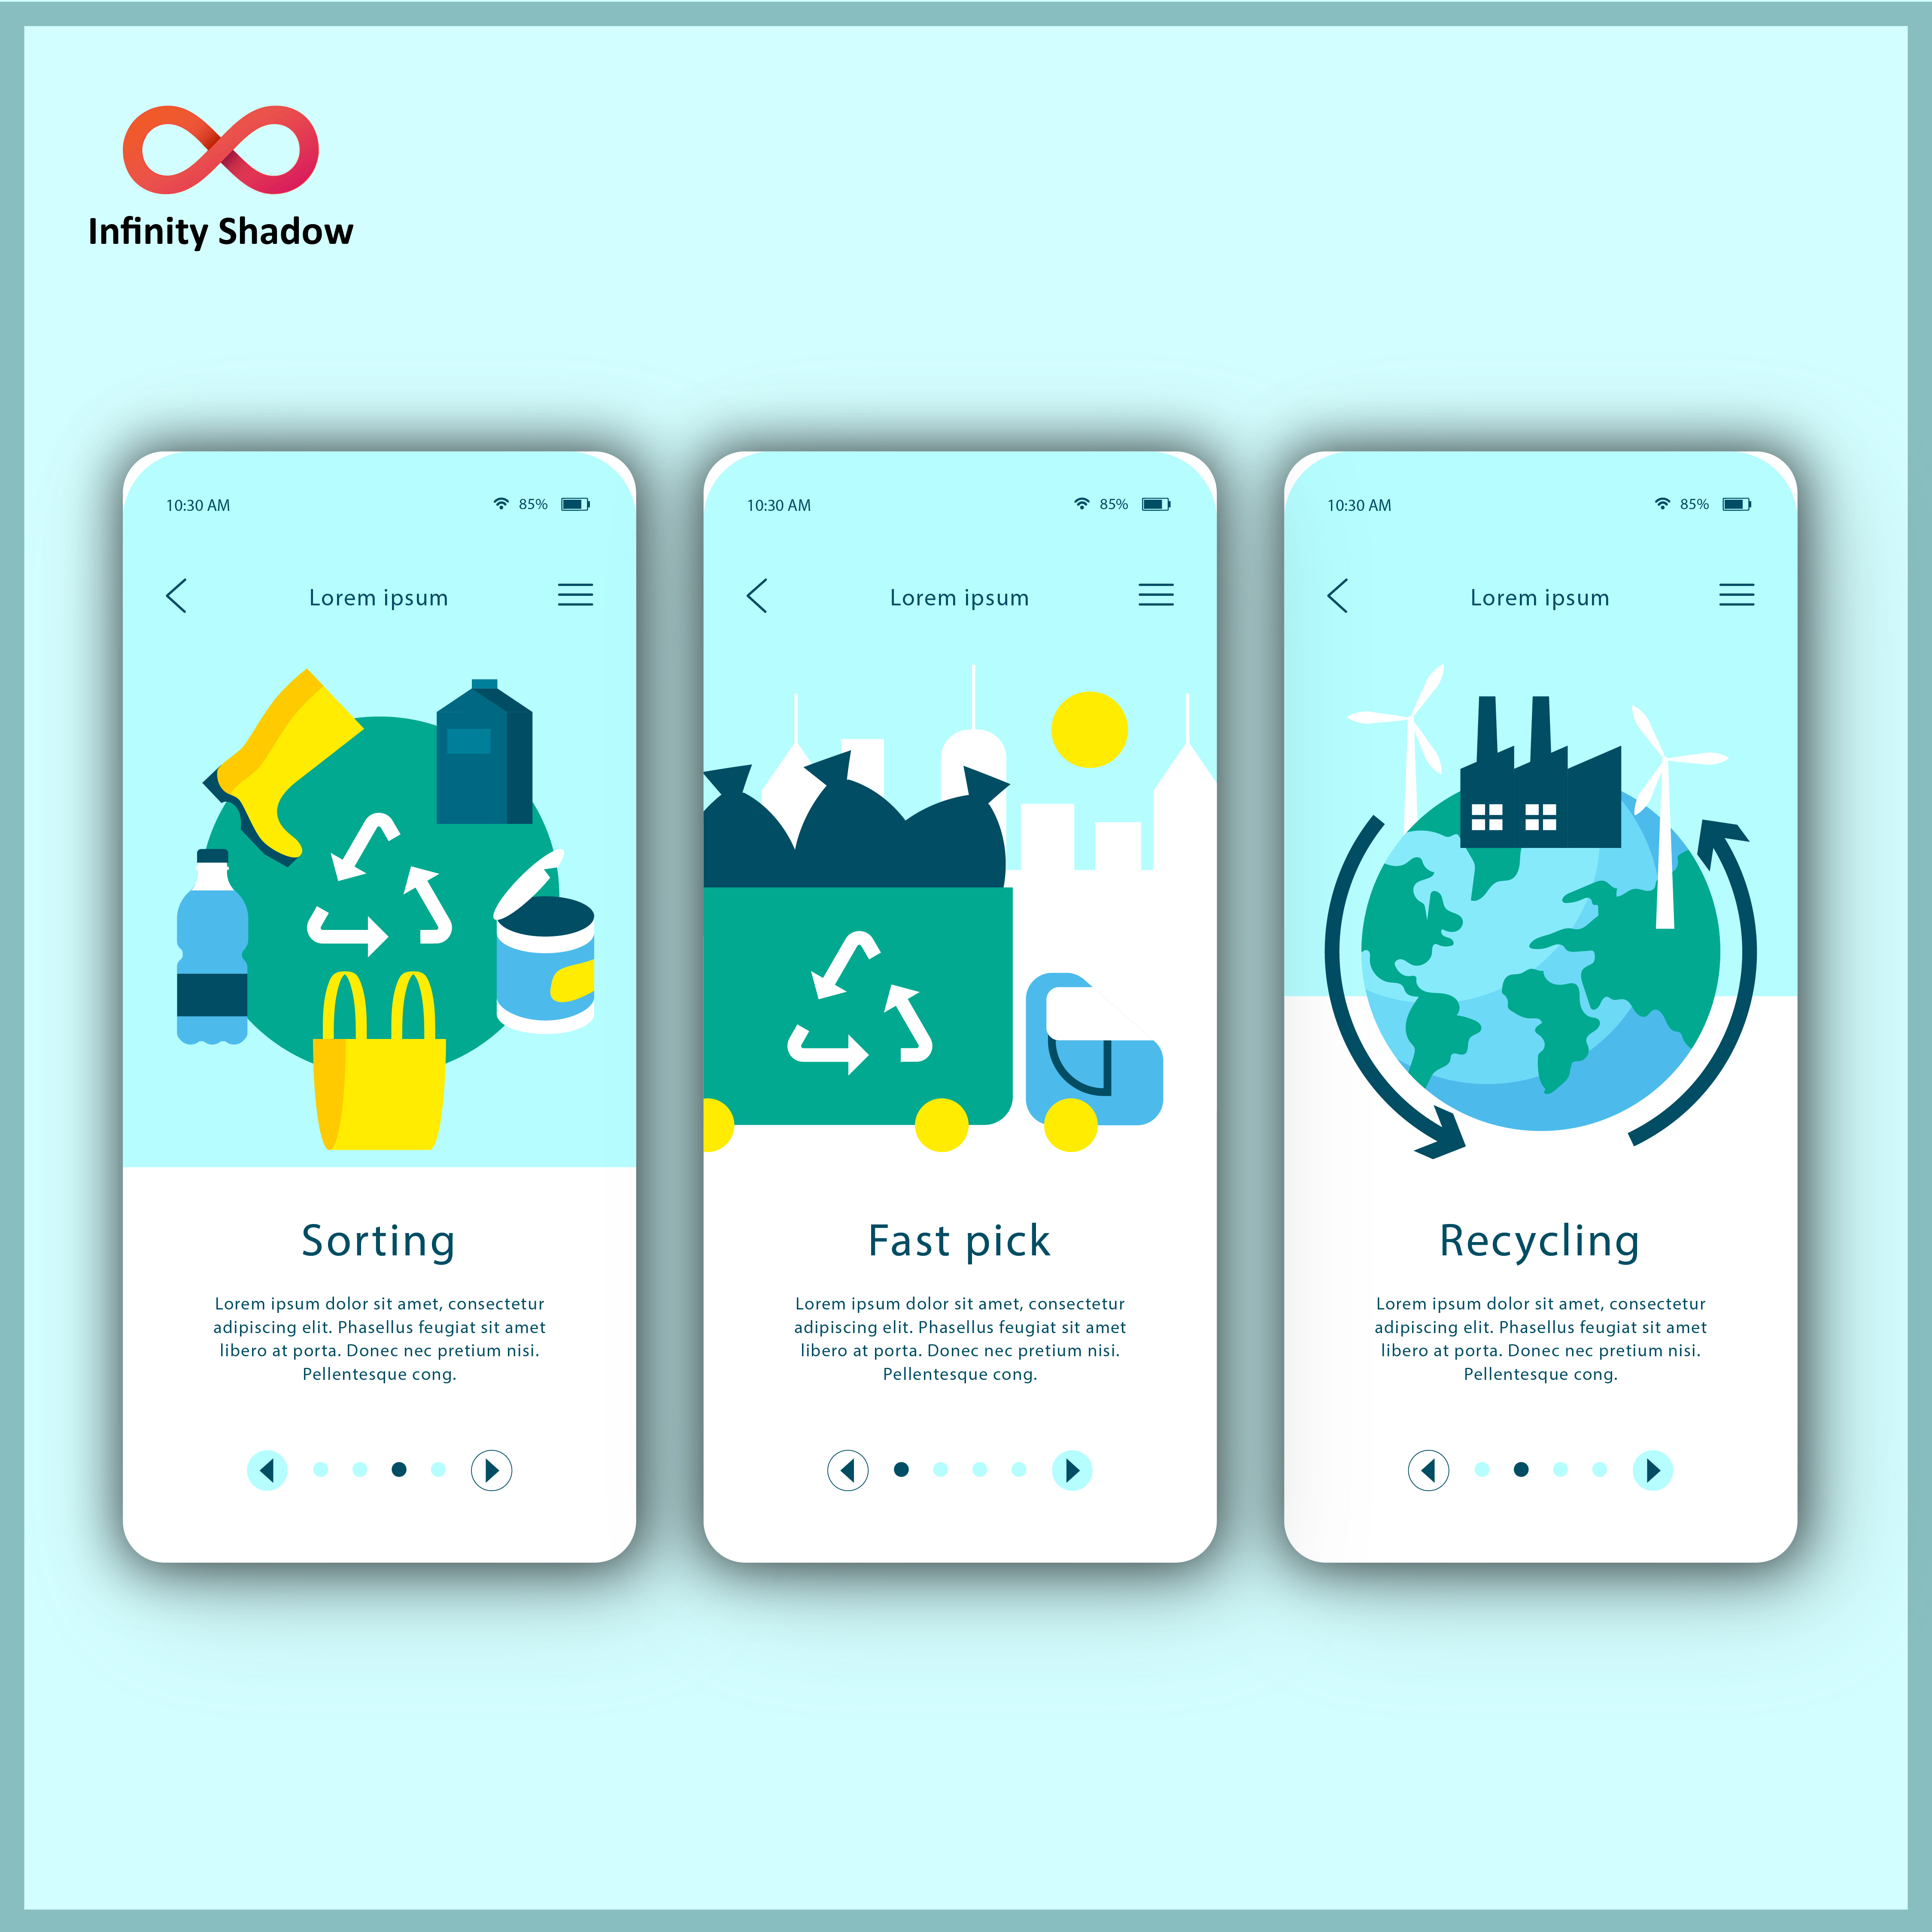 Infinity Shadow
10:30 AM
85%
Lorem ipsum
Sorting
Lorem ipsum dolor sit amet, consectetur
adipiscing elit. Phasellus feugiat sit amet
libero at porta. Donec nec pretium nisi.
Pellentesque cong.
10:30 AM
85%
Lorem ipsum
Fast pick
Lorem ipsum dolor sit amet, consectetur
adipiscing elit. Phasellus feugiat sit amet
libero at porta. Donec nec pretium nisi.
Pellentesque cong.
10:30 AM
85%
Lorem ipsum
Recycling
Lorem ipsum dolor sit amet, consectetur
adipiscing elit. Phasellus feugiat sit amet
libero at porta. Donec nec pretium nisi.
Pellentesque cong.